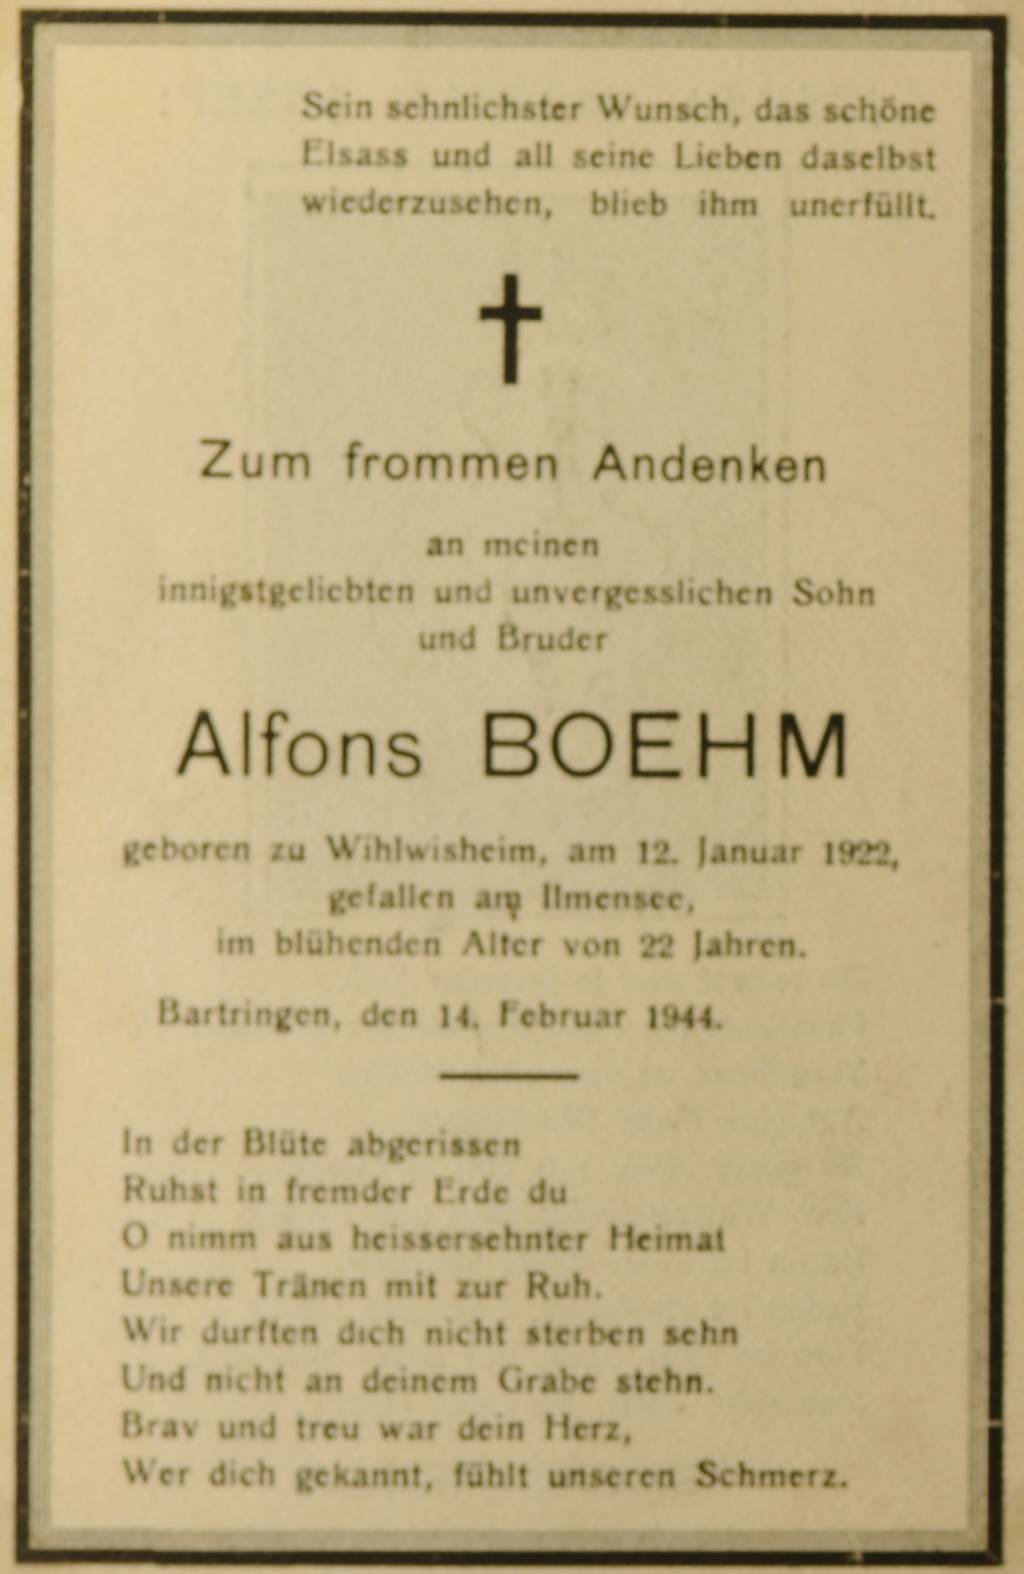 Sein sehnlichster Wunsch, das schöne
Elsass und all seine Lieben daselbst
wiederzusehen, blieb ihm unerfüllt.
Zum frommen Andenken
an meinen
innigstgeliebten und unvergesslichen Sohn
und Bruder
Alfons BOEHM
geboren zu Wihlwisheim, am 12. Januar 1922,
gefallen am Ilmensee,
im blühenden Alter von 22 Jahren.
Bartringen, den 14. Februar 1944.
In der Blüte abgerissen
Ruhst in fremder Erde du
O nimm aus heissersehnter Heimat
Unsere Tränen mit zur Ruh.
Wir durften dich nicht sterben sehn
Und nicht an deinem Grabe stehn.
Brav und treu war dein Herz,
Wer dich gekannt, fühlt unseren Schmerz.